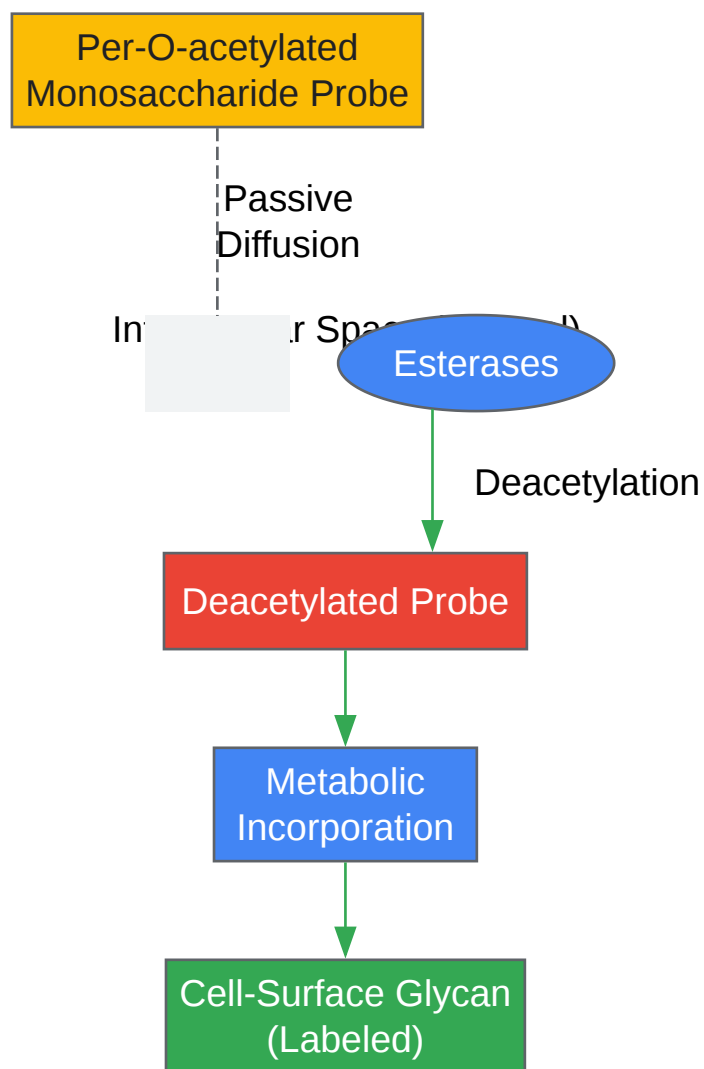 Per-O-acetylated
Monosaccharide Probe
Passive
Diffusion
Esterases
Deacetylation
Deacetylated Probe
Metabolic
Incorporation
Cell-Surface Glycan
(Labeled)